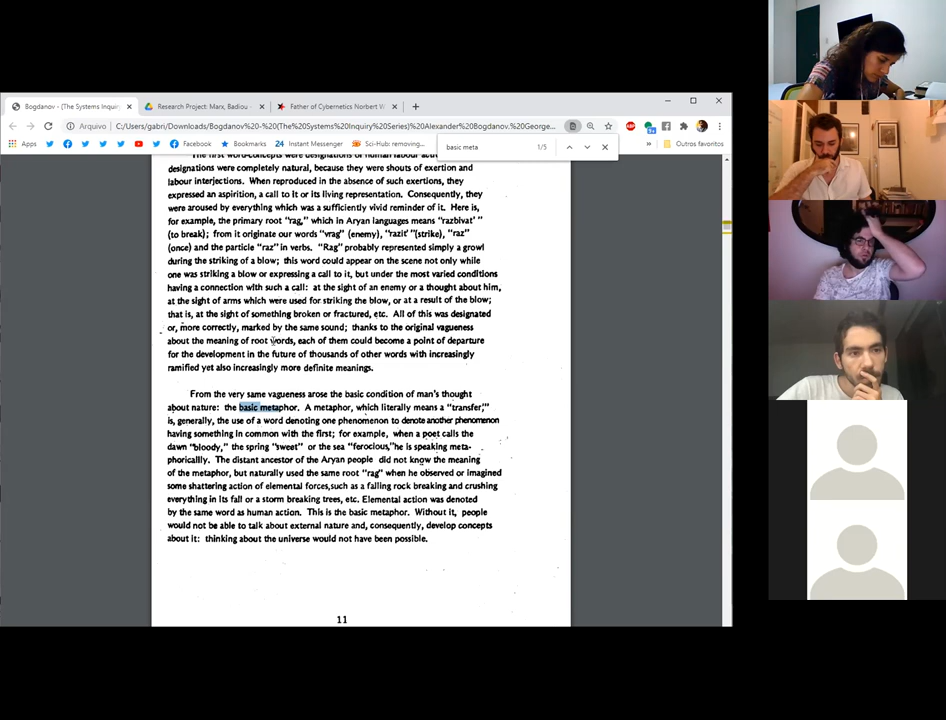 Bogdanov - (The Systems Inquiry
Research Project: Marx, Badiou -
Father of Cybernetics Norbert W
Arquivo C:/Users/gabri/Downloads/Bogdanov%20-%20(The%20Systems%20Inquiry%20Series)%20Alexander%20Bogdanov.%20George...
Apps Twitter Twitter Twitter Twitter Facebook Bookmarks Instant Messenger Sci-Hub: removing... » Outros favoritos
basic meta 1/5
The first word-concepts were designations of human labour
designations were completely natural, because they were shouts of exertion and
labour interjections. When reproduced in the absence of such exertions, they
expressed an aspiration, a call to it or its living representation. Consequently, they
were aroused by everything which was a sufficiently vivid reminder of it. Here is,
for example, the primary root "rag," which in Aryan languages means "razbivat' "
(to break); from it originate our words "vrag" (enemy), "razit' "(strike), "raz"
(once) and the particle "raz" in verbs. "Rag" probably represented simply a growl
during the striking of a blow; this word could appear on the scene not only while
one was striking a blow or expressing a call to it, but under the most varied conditions
having a connection with such a call: at the sight of an enemy or a thought about him,
at the sight of arms which were used for striking the blow, or at a result of the blow;
that is, at the sight of something broken or fractured, etc. All of this was designated
or, more correctly, marked by the same sound; thanks to the original vagueness
about the meaning of root words, each of them could become a point of departure
for the development in the future of thousands of other words with increasingly
ramified yet also increasingly more definite meanings.
From the very same vagueness arose the basic condition of man's thought
about nature: the basic metaphor. A metaphor, which literally means a "transfer,"
is, generally, the use of a word denoting one phenomenon to denote another phenomenon
having something in common with the first; for example, when a poet calls the
dawn "bloody," the spring "sweet" or the sea "ferocious," he is speaking meta-
phorically. The distant ancestor of the Aryan people did not know the meaning
of the metaphor, but naturally used the same root "rag" when he observed or imagined
some shattering action of elemental forces, such as a falling rock breaking and crushing
everything in its fall or a storm breaking trees, etc. Elemental action was denoted
by the same word as human action. This is the basic metaphor. Without it, people
would not be able to talk about external nature and, consequently, develop concepts
about it: thinking about the universe would not have been possible.
11